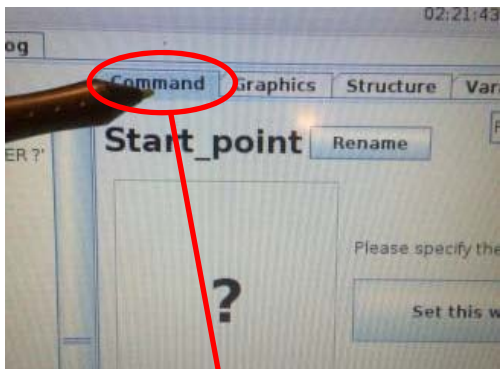 02:21:43
og
Command Graphics Structure Var
Start_point Rename
ER ?'
Please specify the
?
Set this w